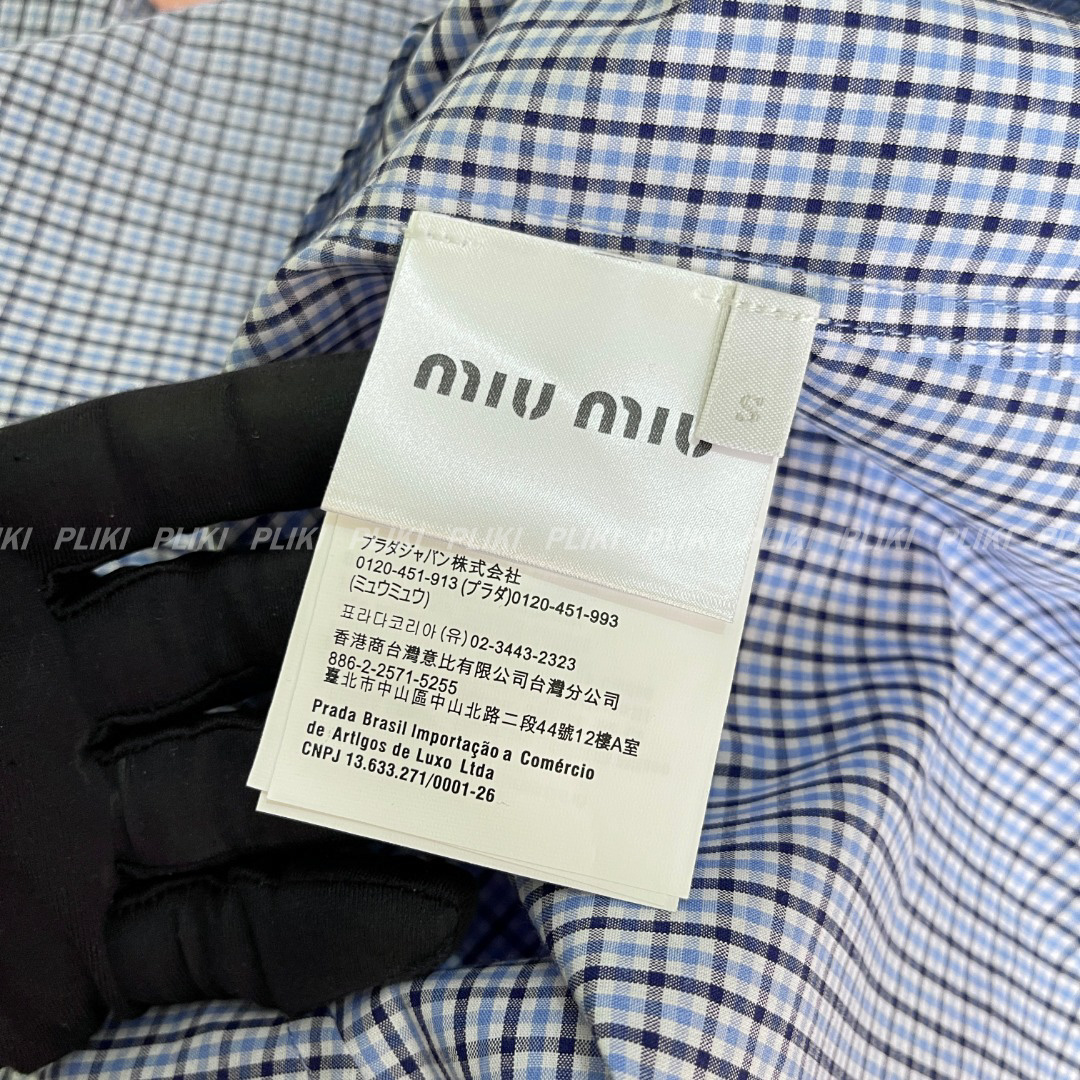 miu miu
S
PLIKI PLIKI PLIKI PLIKI PLIKI PLIKI PLIKI PLIKI PLIKI PLIKI PLIKI
プラダジャパン株式会社
0120-451-913 (プラダ)0120-451-993
(ミュウミュウ)
표라다코리아(유)02-3443-2323
香港商台灣意比有限公司台灣分公司
886-2-2571-5255
臺北市中山區中山北路二段44號12樓A室
Prada Brasil Importação a Comércio
de Artigos de Luxo Ltda
CNPJ 13.633.271/0001-26